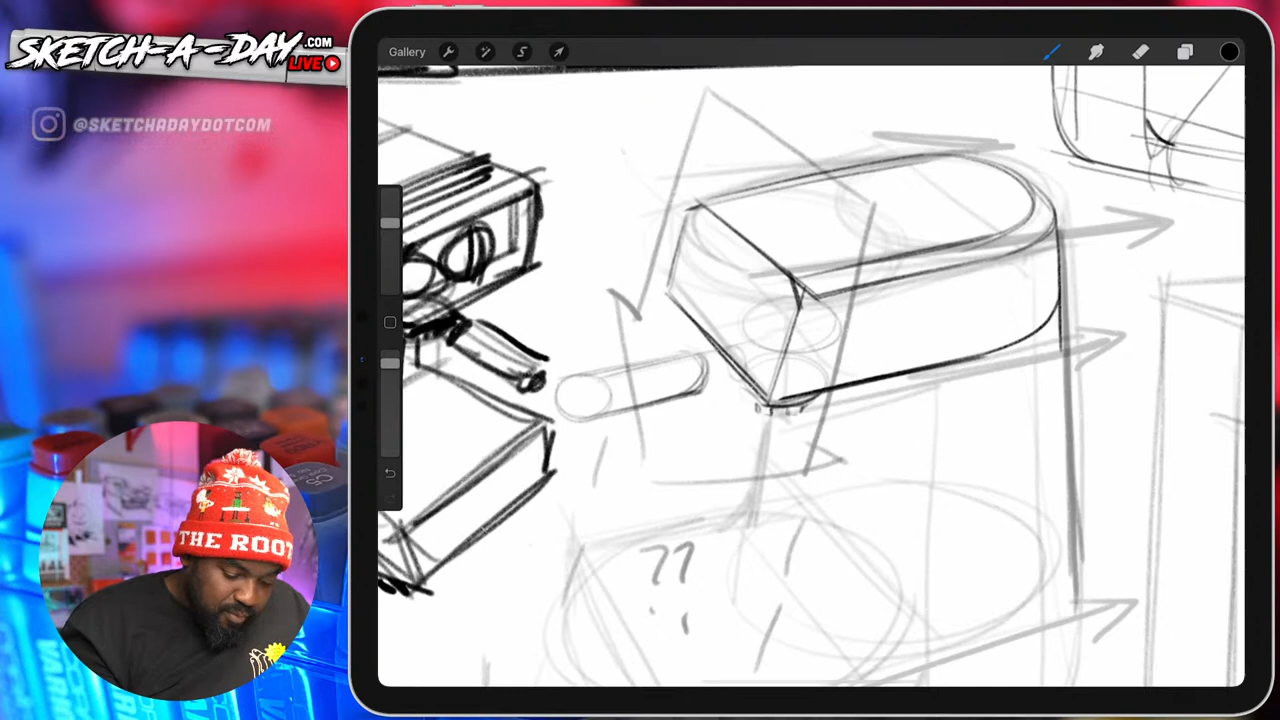 SKETCH-A-DAY.COM
LIVE
@SKETCHADAYDOTCOM
Gallery
??
THE ROOT